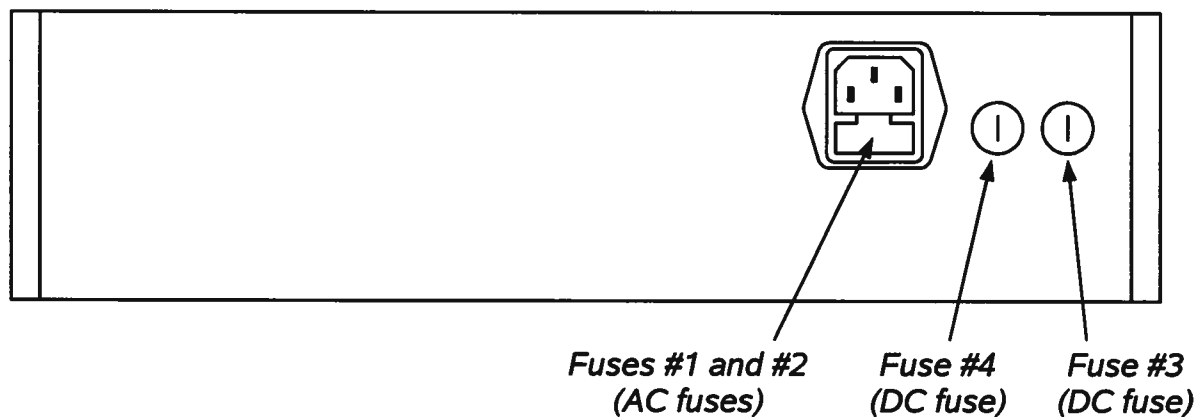 Fuses #1 and #2
(AC fuses)
Fuse #4
(DC fuse)
Fuse #3
(DC fuse)